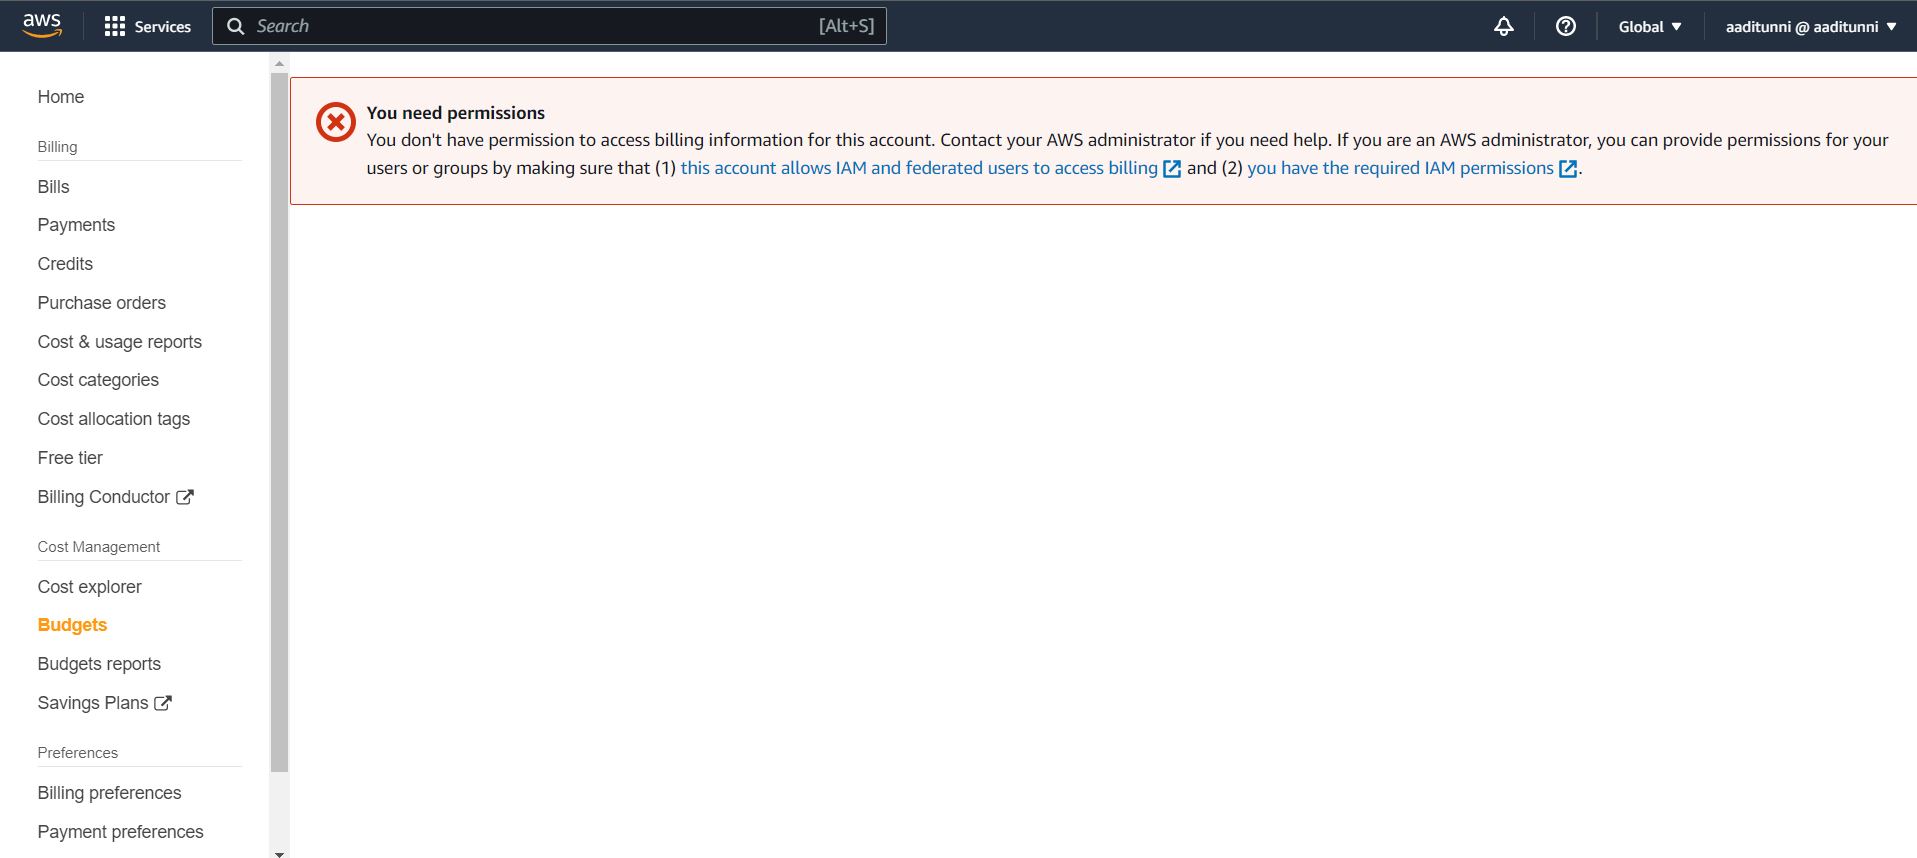 aws
Services
Search
[Alt+S]
Global
aaditunni @ aaditunni
Home
Billing
Bills
Payments
Credits
Purchase orders
Cost & usage reports
Cost categories
Cost allocation tags
Free tier
Billing Conductor
Cost Management
Cost explorer
Budgets
Budgets reports
Savings Plans
Preferences
Billing preferences
Payment preferences
You need permissions
You don't have permission to access billing information for this account. Contact your AWS administrator if you need help. If you are an AWS administrator, you can provide permissions for your
users or groups by making sure that (1) this account allows IAM and federated users to access billing and (2) you have the required IAM permissions.